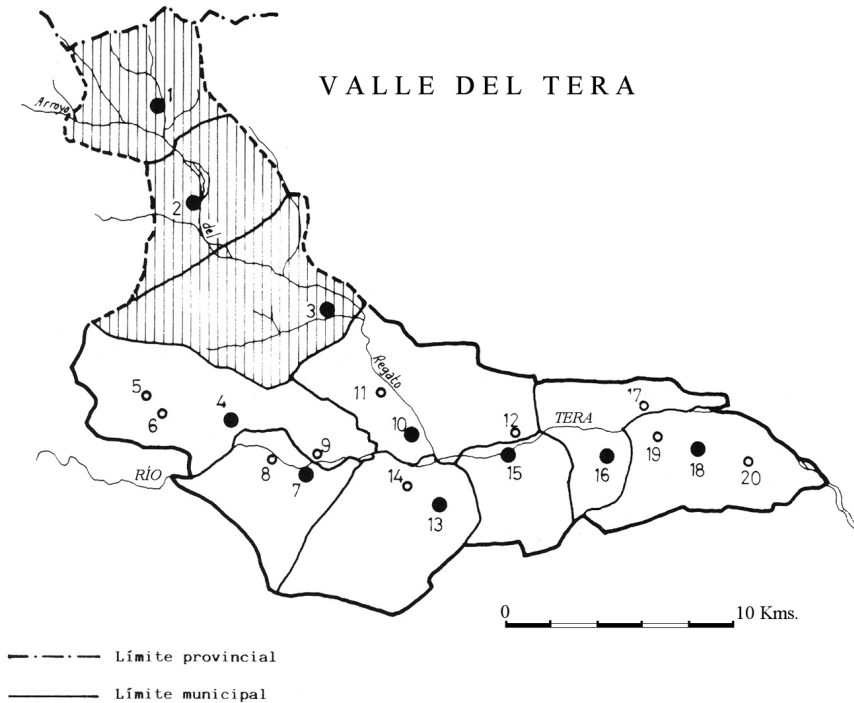 VALLE DEL TERA
1
Arroyo
2
del
3
Regato
5
11
6
4
10
12
17
TERA
9
8
RÍO
7
14
13
15
16
19
18
20
0 10 Kms.
Límite provincial
Límite municipal